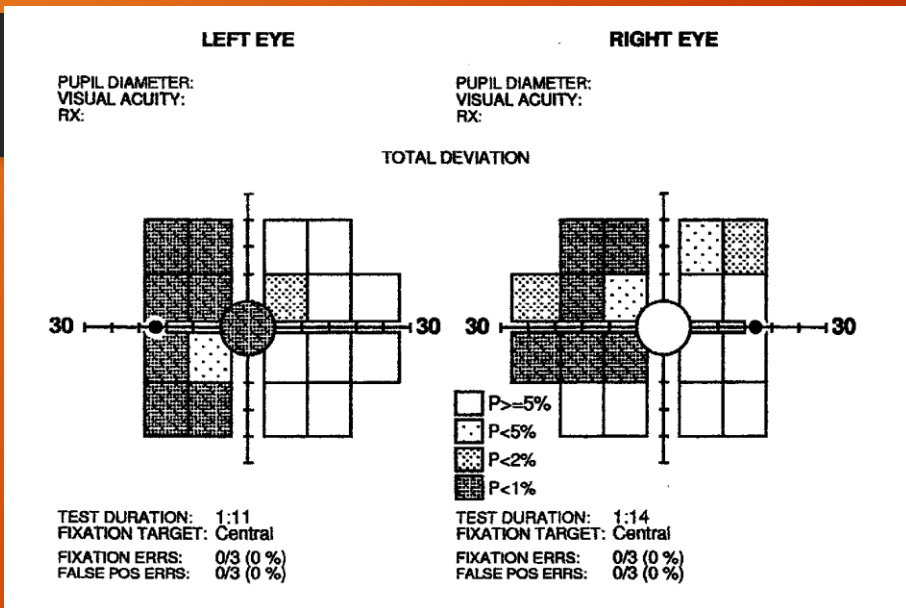 LEFT EYE
RIGHT EYE
PUPIL DIAMETER:
VISUAL ACUITY:
RX:
PUPIL DIAMETER:
VISUAL ACUITY:
RX:
TOTAL DEVIATION
30
30
30
30
P>=5%
P<5%
P<2%
P<1%
TEST DURATION: 1:11
FIXATION TARGET: Central
FIXATION ERRS: 0/3 (0 %)
FALSE POS ERRS: 0/3 (0 %)
TEST DURATION: 1:14
FIXATION TARGET: Central
FIXATION ERRS: 0/3 (0 %)
FALSE POS ERRS: 0/3 (0 %)